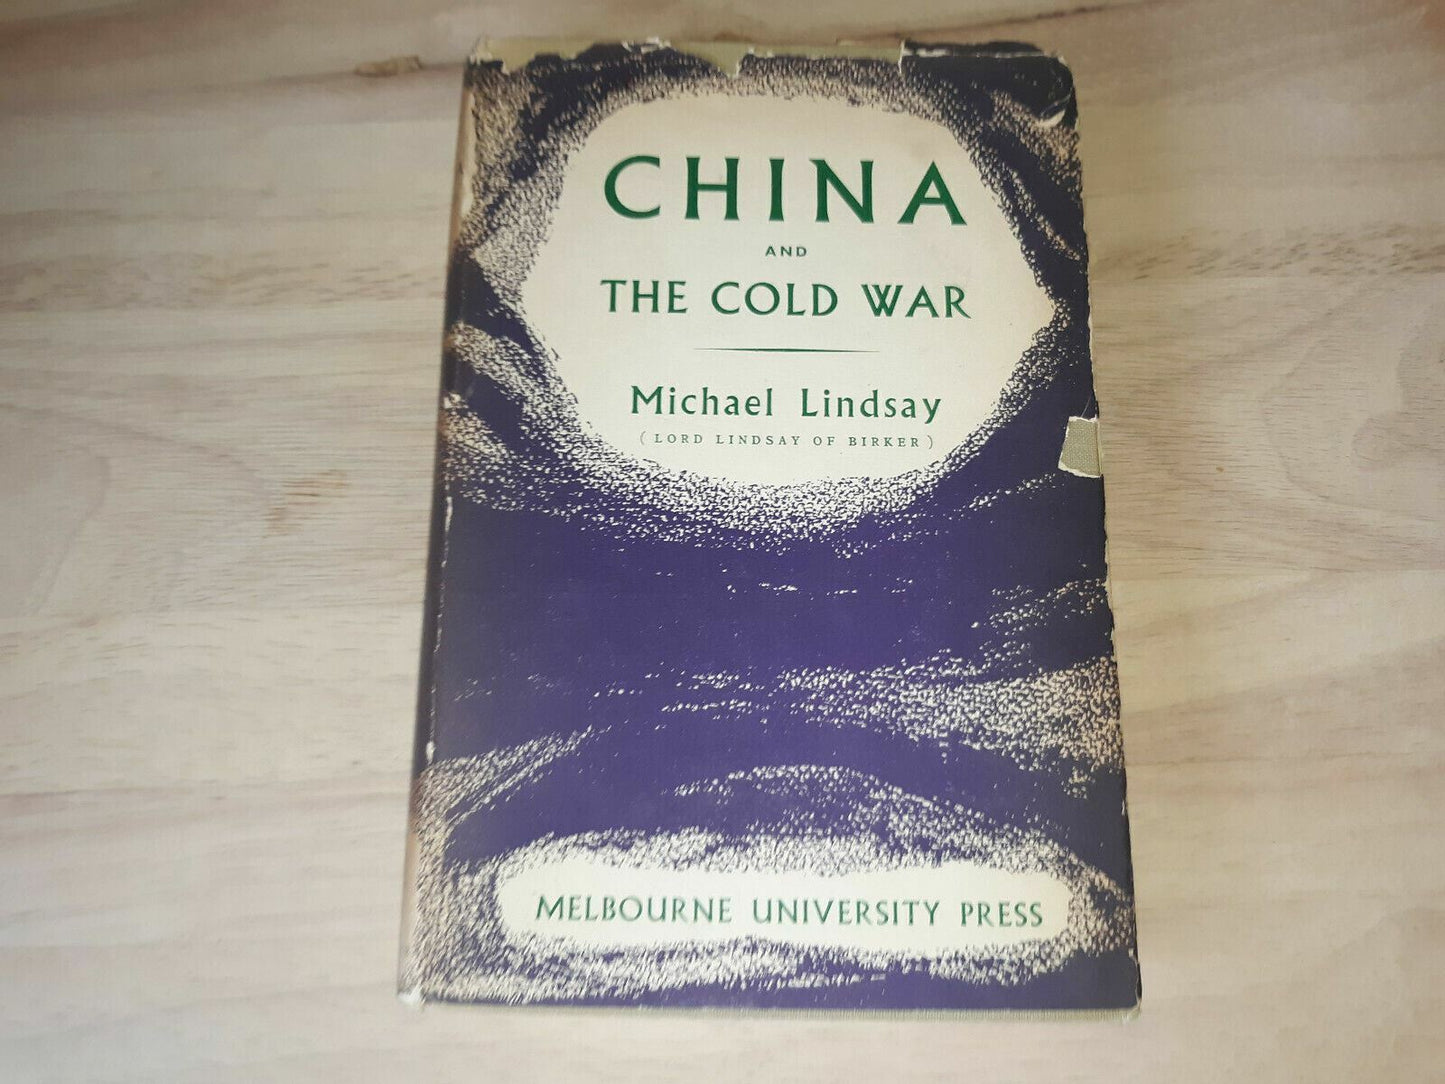 CHINA
AND
THE COLD WAR
Michael Lindsay
(LORD LINDSAY OF BIRKER)
MELBOURNE UNIVERSITY PRESS